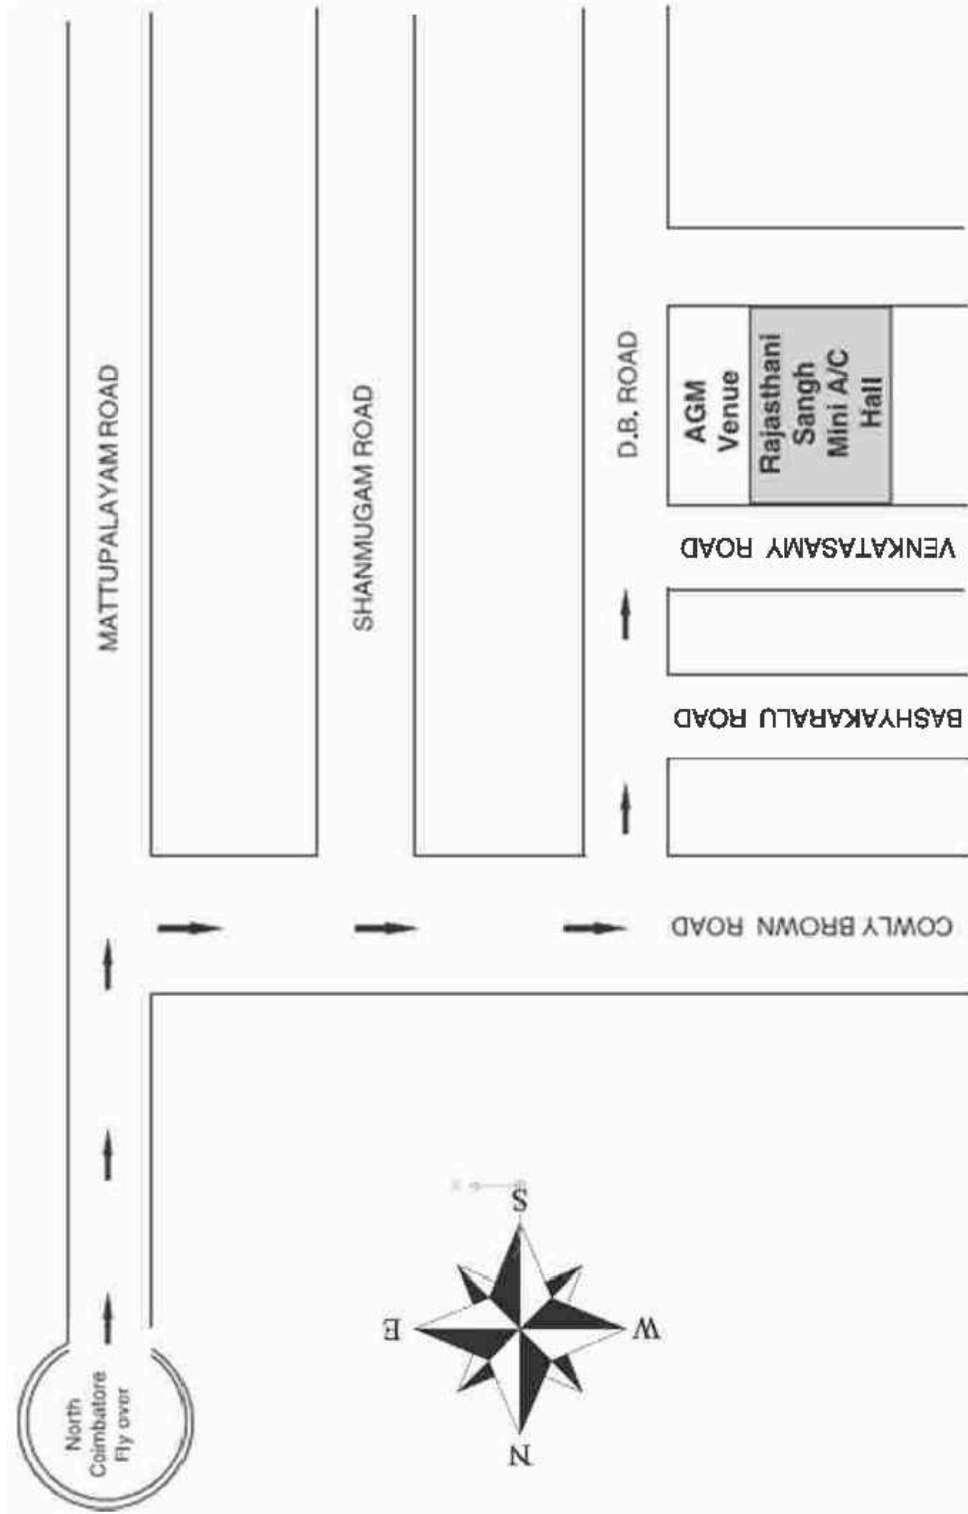 MATTUPALAYAM ROAD
SHANMUGAM ROAD
D.B. ROAD
AGM
Venue
Rajasthani
Sangh
Mini A/C
Hall
VENKATASAMY ROAD
BASHYAKARALU ROAD
COWLY BROWN ROAD
North
Coimbatore
Fly over
S
E
W
N